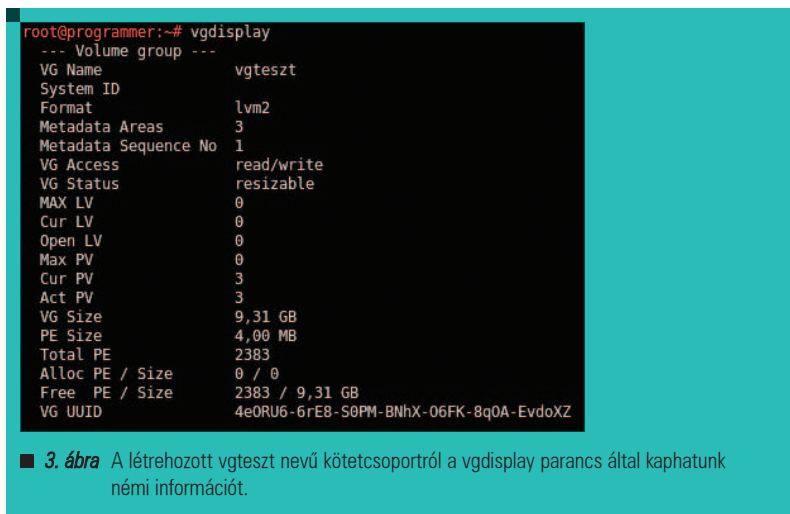 root@programmer:~# vgdisplay
--- Volume group ---
VG Name vgteszt
System ID
Format lvm2
Metadata Areas 3
Metadata Sequence No 1
VG Access read/write
VG Status resizable
MAX LV 0
Cur LV 0
Open LV 0
Max PV 0
Cur PV 3
Act PV 3
VG Size 9,31 GB
PE Size 4,00 MB
Total PE 2383
Alloc PE / Size 0 / 0
Free PE / Size 2383 / 9,31 GB
VG UUID 4eORU6-6rE8-S0PM-BNhX-O6FK-8qOA-EvdoXZ
3. ábra A létrehozott vgteszt nevű kötetcsoportról a vgdisplay parancs által kaphatunk
némi információt.